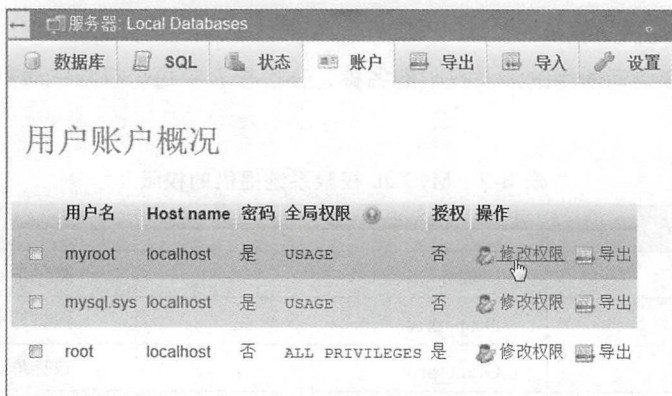 服务器: Local Databases
数据库 SQL 状态 账户 导出 导入 设置
用户账户概况
用户名 Host name 密码 全局权限 授权 操作
myroot localhost 是 USAGE 否 修改权限 导出
mysql.sys localhost 是 USAGE 否 修改权限 导出
root localhost 否 ALL PRIVILEGES 是 修改权限 导出